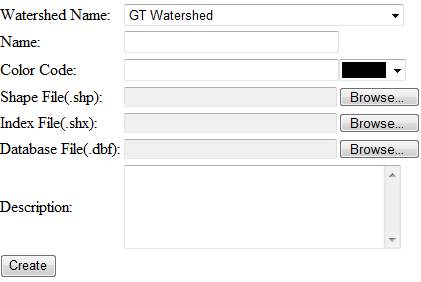 Watershed Name: GT Watershed
Name:
Color Code:
Shape File(.shp): Browse...
Index File(.shx): Browse...
Database File(.dbf): Browse...
Description:
Create